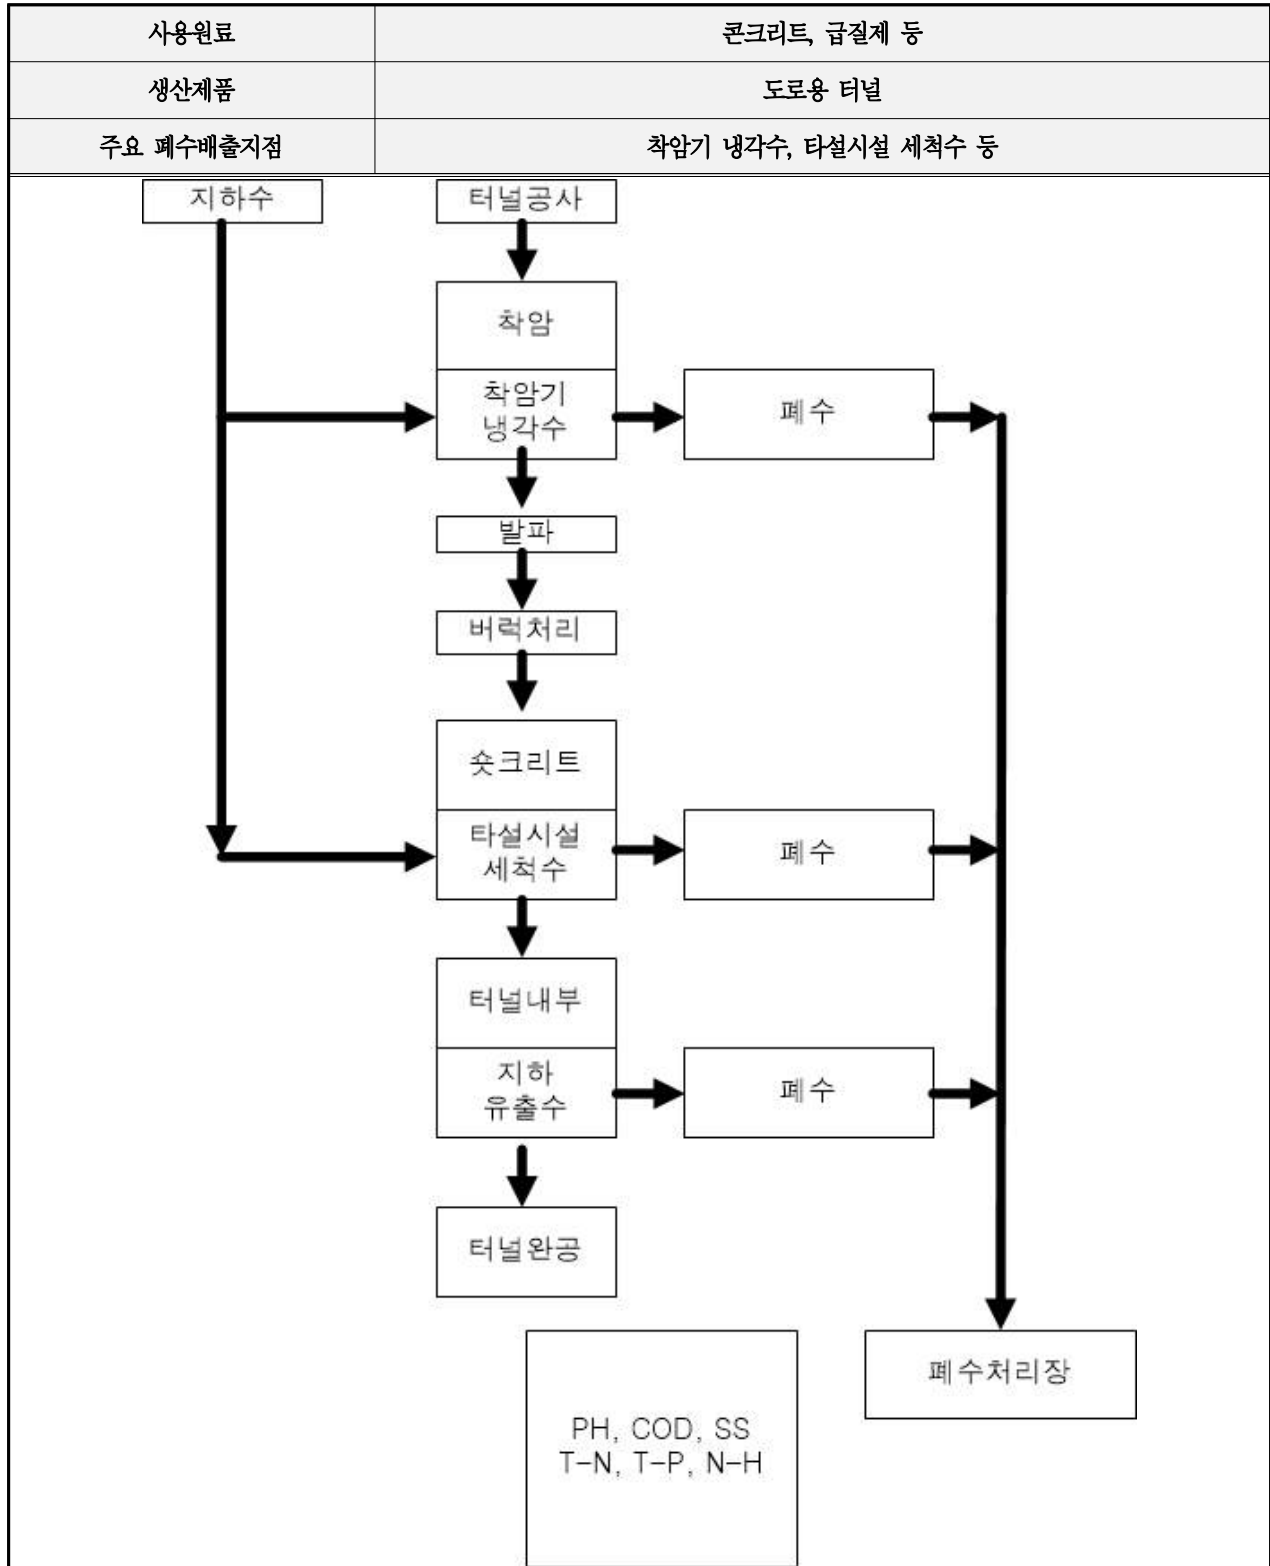 사용원료 콘크리트, 급질제 등
생산제품 도로용 터널
주요 폐수배출지점 착암기 냉각수, 타설시설 세척수 등
지하수 터널공사
착암
착암기
냉각수
폐수
발파
버럭처리
숏크리트
타설시설
세척수
폐수
터널내부
지하
유출수
폐수
터널완공
폐수처리장
PH, COD, SS
T-N, T-P, N-H